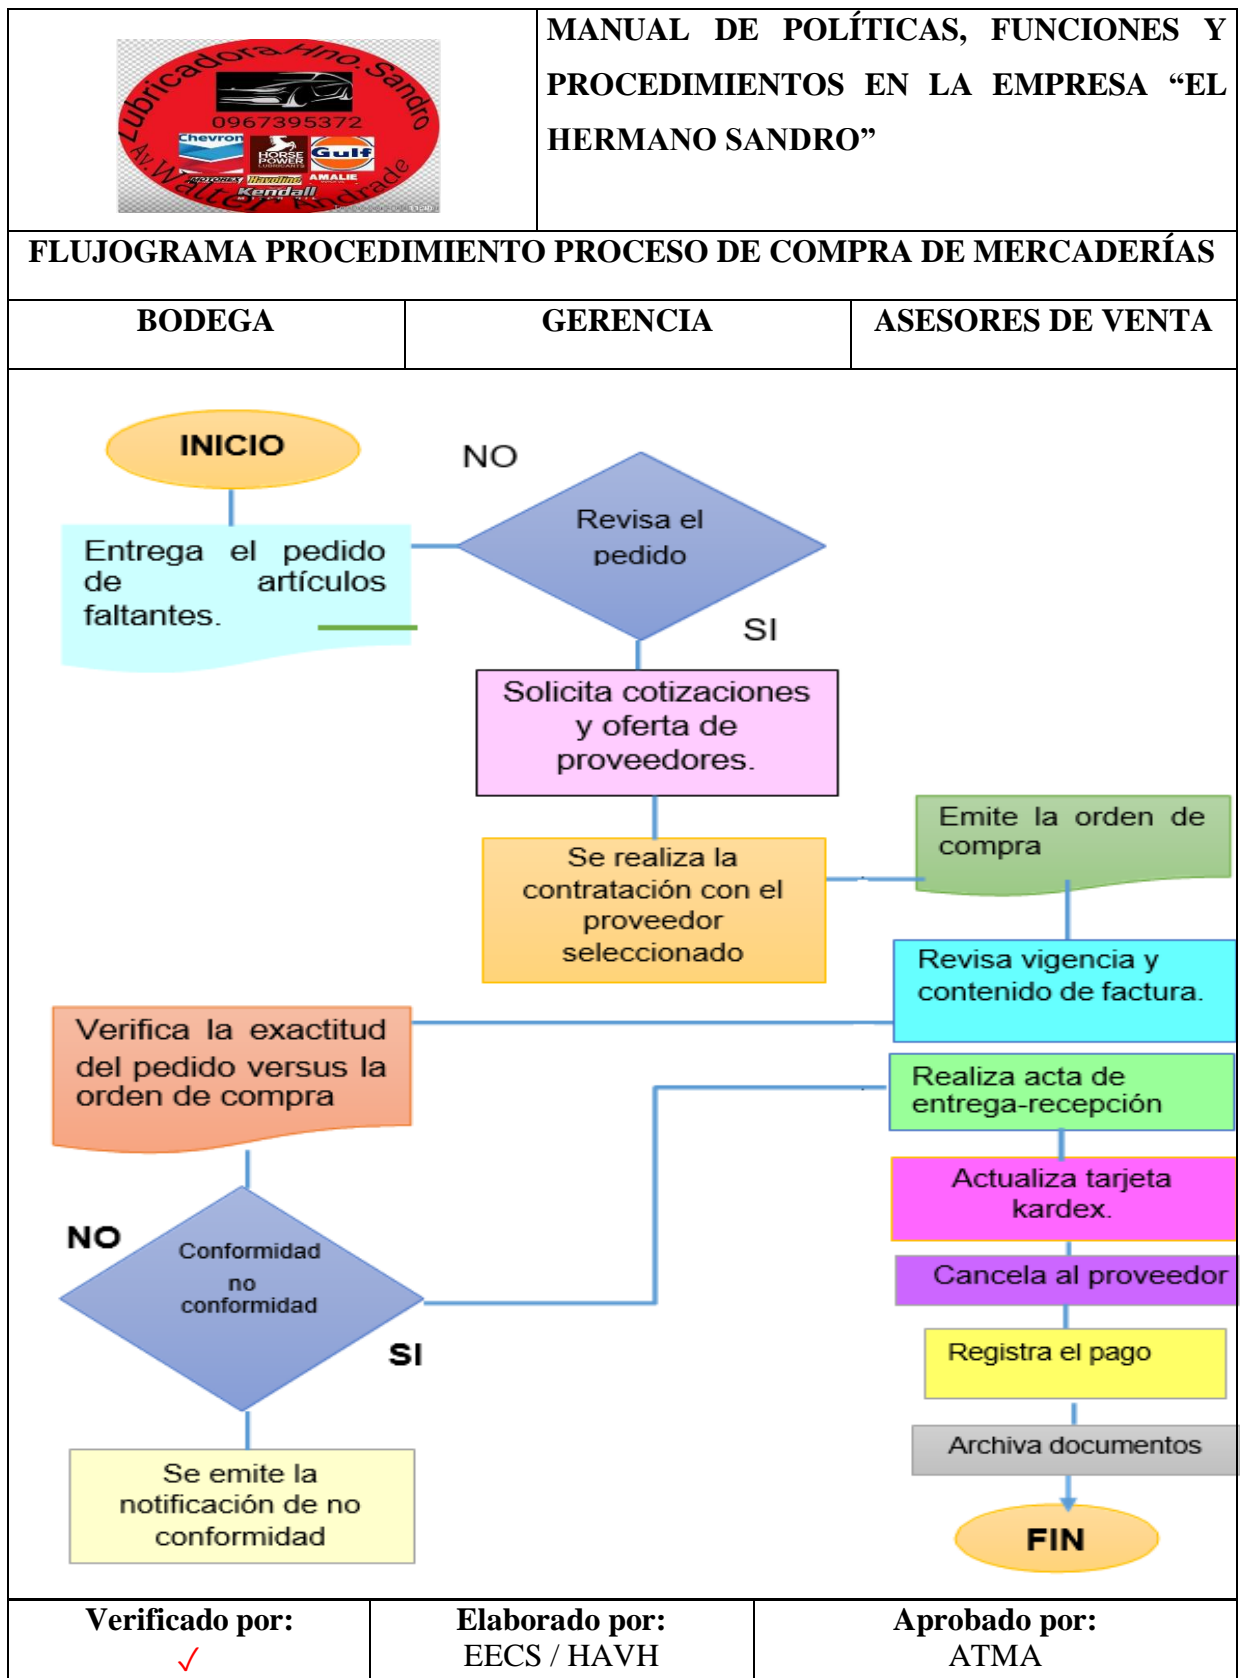 Lubricadora Hno. Sandro
0967395372
Chevron
HORSE
POWER
LUBRICANTS
Gulf
MOTOREX
Havoline
AMALIE
Kendall
MOTOR OIL
Av. Walter Andrade
MANUAL DE POLÍTICAS, FUNCIONES Y
PROCEDIMIENTOS EN LA EMPRESA “EL
HERMANO SANDRO”
FLUJOGRAMA PROCEDIMIENTO PROCESO DE COMPRA DE MERCADERÍAS
BODEGA
GERENCIA
ASESORES DE VENTA
INICIO
NO
Revisa el
pedido
Entrega el pedido
de artículos
faltantes.
SI
Solicita cotizaciones
y oferta de
proveedores.
Emite la orden de
compra
Se realiza la
contratación con el
proveedor
seleccionado
Revisa vigencia y
contenido de factura.
Verifica la exactitud
del pedido versus la
orden de compra
Realiza acta de
entrega-recepción
Actualiza tarjeta
kardex.
NO
Conformidad
no
conformidad
SI
Cancela al proveedor
Registra el pago
Archiva documentos
Se emite la
notificación de no
conformidad
FIN
Verificado por:
✓
Elaborado por:
EECS / HAVH
Aprobado por:
ATMA